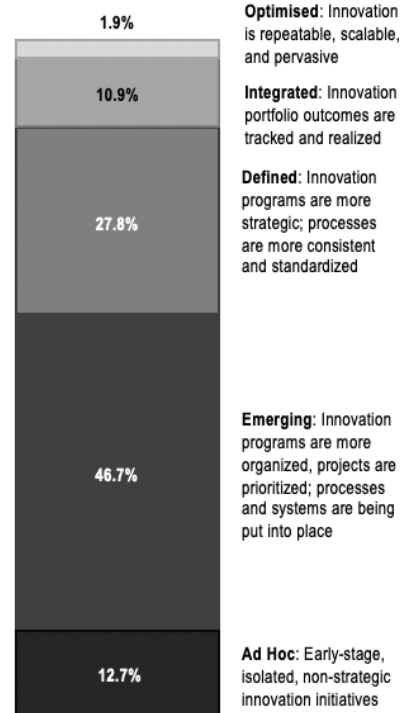 1.9%
Optimised: Innovation
is repeatable, scalable,
and pervasive
10.9%
Integrated: Innovation
portfolio outcomes are
tracked and realized
27.8%
Defined: Innovation
programs are more
strategic; processes
are more consistent
and standardized
46.7%
Emerging: Innovation
programs are more
organized, projects are
prioritized; processes
and systems are being
put into place
12.7%
Ad Hoc: Early-stage,
isolated, non-strategic
innovation initiatives